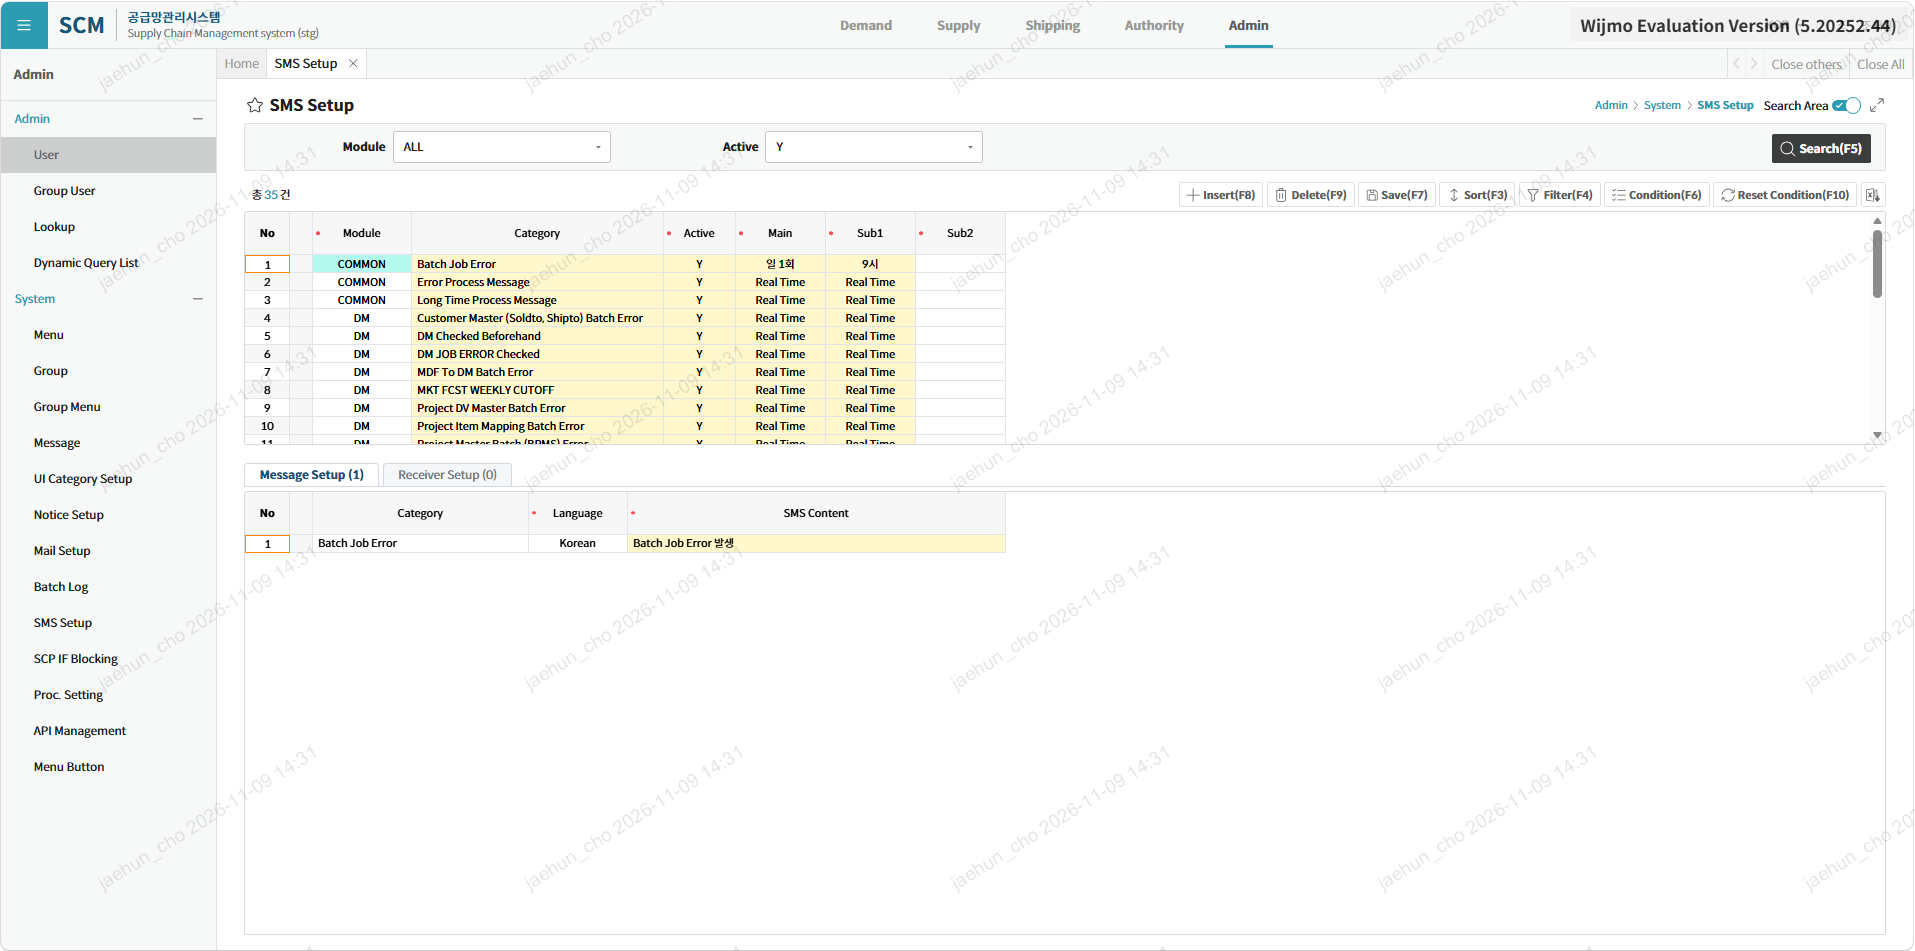 SCM
공급망관리시스템
Supply Chain Management system (stg)
Demand
Supply
Shipping
Authority
Admin
Wijmo Evaluation Version (5.20252.44)
Admin
Home
SMS Setup
Close others
Close All
Admin
User
Group User
Lookup
Dynamic Query List
System
Menu
Group
Group Menu
Message
UI Category Setup
Notice Setup
Mail Setup
Batch Log
SMS Setup
SCP IF Blocking
Proc. Setting
API Management
Menu Button
SMS Setup
Admin > System > SMS Setup
Search Area
Module ALL
Active Y
Search(F5)
총 35 건
Insert(F8)
Delete(F9)
Save(F7)
Sort(F3)
Filter(F4)
Condition(F6)
Reset Condition(F10)
No Module Category Active Main Sub1 Sub2
1 COMMON Batch Job Error Y 일 1회 9시
2 COMMON Error Process Message Y Real Time Real Time
3 COMMON Long Time Process Message Y Real Time Real Time
4 DM Customer Master (Soldto, Shipto) Batch Error Y Real Time Real Time
5 DM DM Checked Beforehand Y Real Time Real Time
6 DM DM JOB ERROR Checked Y Real Time Real Time
7 DM MDF To DM Batch Error Y Real Time Real Time
8 DM MKT FCST WEEKLY CUTOFF Y Real Time Real Time
9 DM Project DV Master Batch Error Y Real Time Real Time
10 DM Project Item Mapping Batch Error Y Real Time Real Time
11 DM Project Master Batch (BPMS) Error Y Real Time Real Time
Message Setup (1)
Receiver Setup (0)
No Category Language SMS Content
1 Batch Job Error Korean Batch Job Error 발생
jaehun_cho 2026-11-09 14:31